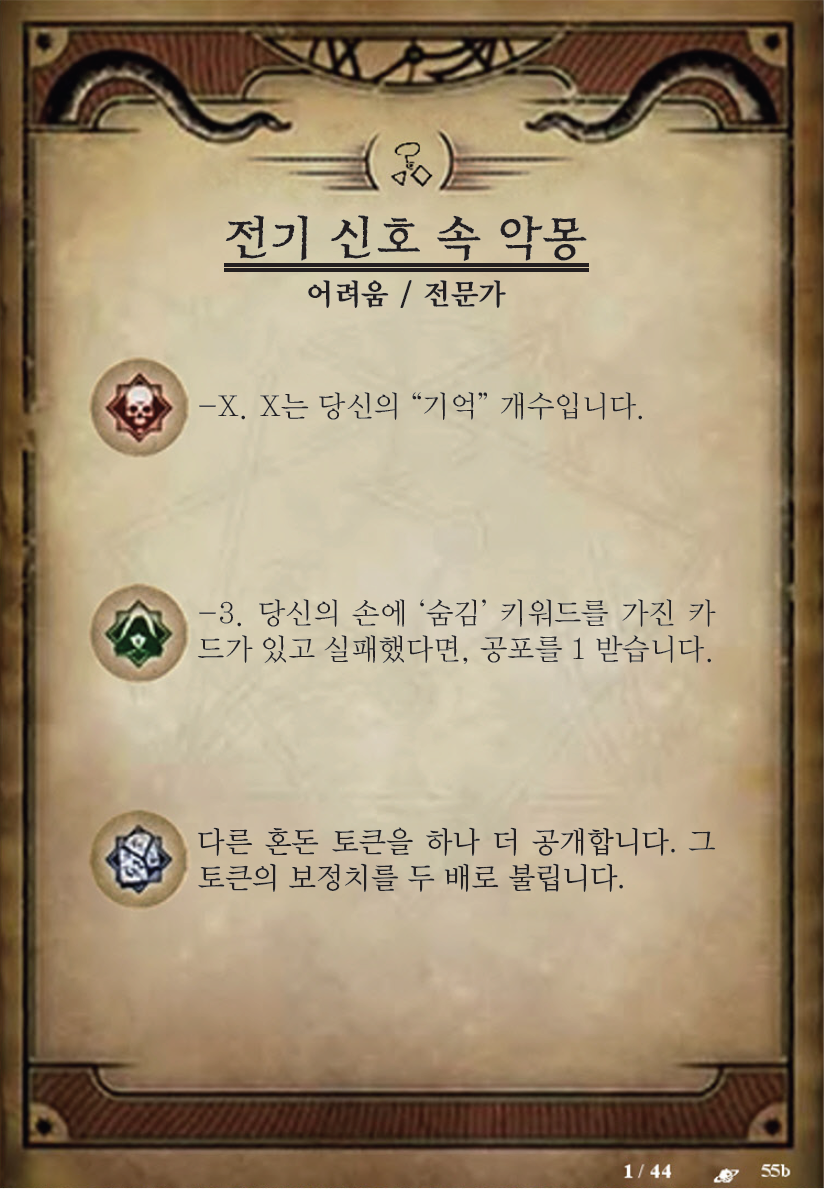 전기 신호 속 악몽
어려움 / 전문가
-X. X는 당신의 “기억” 개수입니다.
-3. 당신의 손에 ‘숨김’ 키워드를 가진 카
드가 있고 실패했다면, 공포를 1 받습니다.
다른 혼돈 토큰을 하나 더 공개합니다. 그
토큰의 보정치를 두 배로 불립니다.
1 / 44 55b